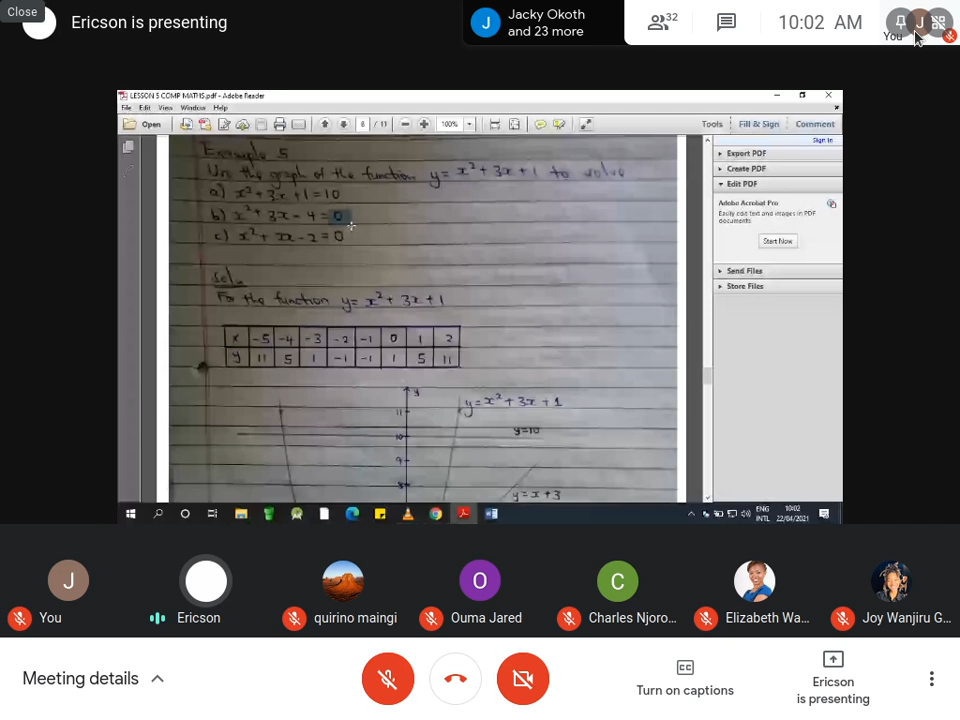 Close
Ericson is presenting
J
Jacky Okoth
and 23 more
32
10:02 AM
J
You
LESSON 5 COMP MATHS.pdf - Adobe Reader
File Edit View Window Help
Open
8 / 11
100%
Tools
Fill & Sign
Comment
Sign In
Export PDF
Create PDF
Edit PDF
Adobe Acrobat Pro
Easily edit text and images in PDF
documents
Start Now
Send Files
Store Files
Example 5
Use the graph of the function y = x² + 3x + 1 to solve
a) x² + 3x + 1 = 10
b) x² + 3x - 4 = 0
c) x² + 2x - 2 = 0
Soln
For the function y = x² + 3x + 1
x -5 -4 -3 -2 -1 0 1 2
y 11 5 1 -1 -1 1 5 11
y
y = x² + 3x + 1
11
y=10
10
9
8
y = x + 3
ENG
INTL
10:02
22/04/2021
J
O
C
You
Ericson
quirino maingi
Ouma Jared
Charles Njoro...
Elizabeth Wa...
Joy Wanjiru G...
Meeting details
Turn on captions
Ericson
is presenting